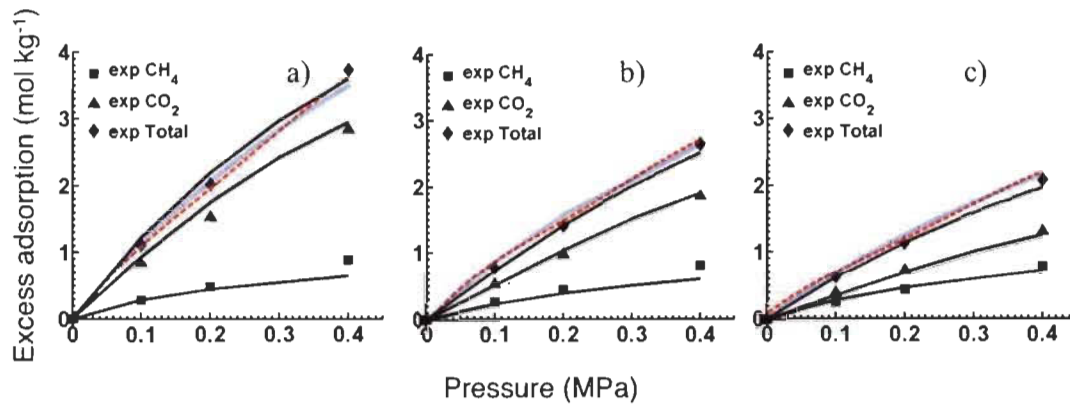 Excess adsorption (mol kg⁻¹)
4
3
2
1
0
exp CH₄
exp CO₂
exp Total
a)
0 0.1 0.2 0.3 0.4
4
3
2
1
0
exp CH₄
exp CO₂
exp Total
b)
0 0.1 0.2 0.3 0.4
4
3
2
1
0
exp CH₄
exp CO₂
exp Total
c)
0 0.1 0.2 0.3 0.4
Pressure (MPa)